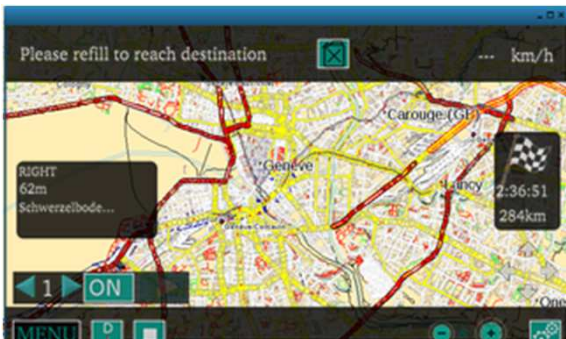 Please refill to reach destination
--- km/h
Carouge (GE)
Genève
Lancy
RIGHT
62m
Schwerzelbode...
2:36:51
284km
1
ON
MENU
D